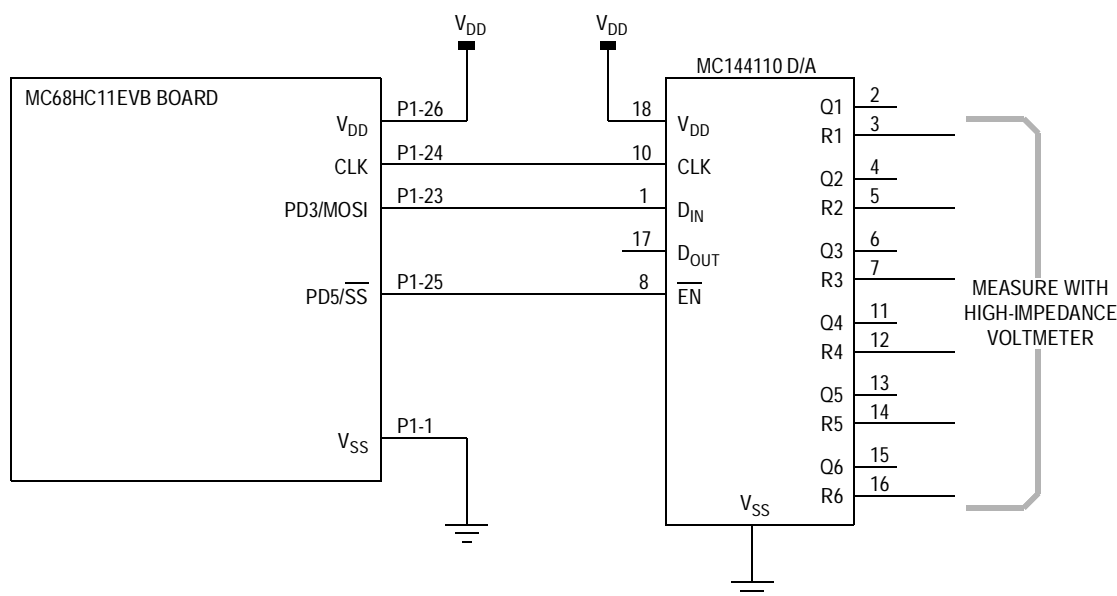 VDD
VDD
MC144110 D/A
MC68HC11EVB BOARD
VDD
P1-26
18
VDD
Q1
2
R1
3
CLK
P1-24
10
CLK
Q2
4
PD3/MOSI
P1-23
1
DIN
R2
5
17
DOUT
Q3
6
R3
7
PD5/SS
P1-25
8
EN
MEASURE WITH
HIGH-IMPEDANCE
VOLTMETER
Q4
11
R4
12
Q5
13
R5
14
VSS
P1-1
Q6
15
R6
16
VSS